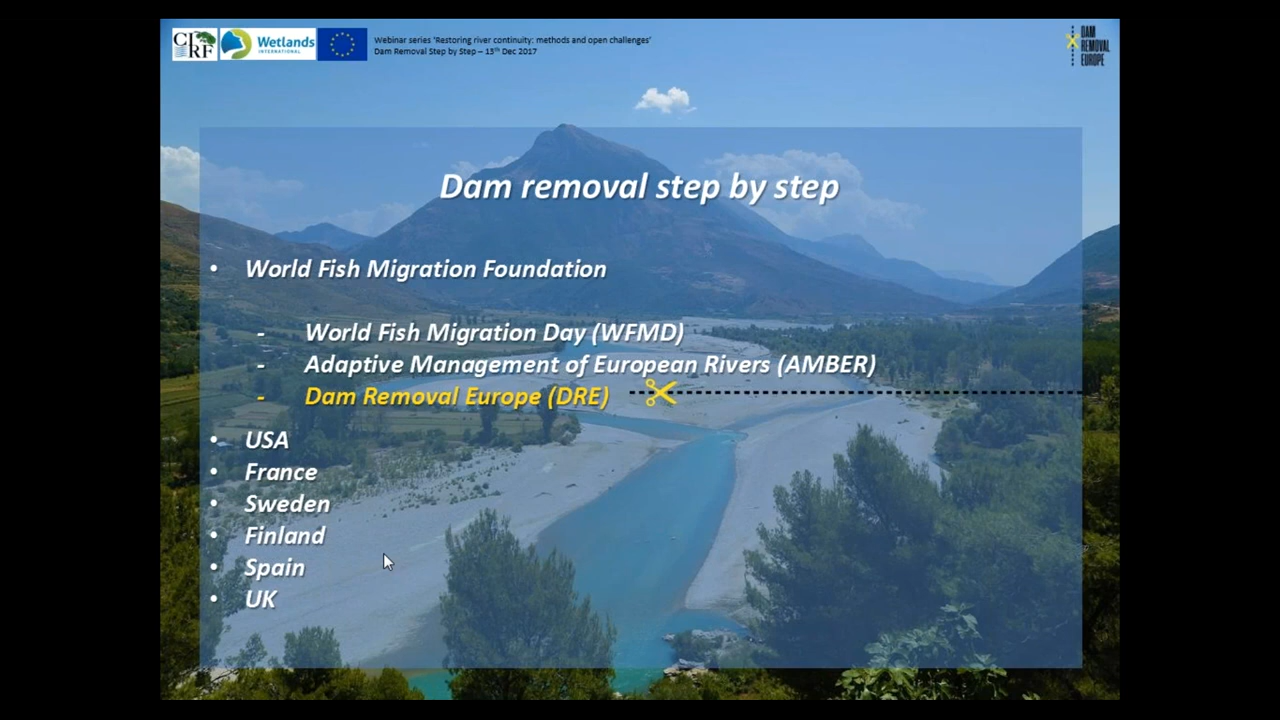 CIRF
Wetlands
INTERNATIONAL
Webinar series 'Restoring river continuity: methods and open challenges'
Dam Removal Step by Step – 15th Dec 2017
DAM
REMOVAL
EUROPE
Dam removal step by step
• World Fish Migration Foundation
- World Fish Migration Day (WFMD)
- Adaptive Management of European Rivers (AMBER)
- Dam Removal Europe (DRE)
• USA
• France
• Sweden
• Finland
• Spain
• UK